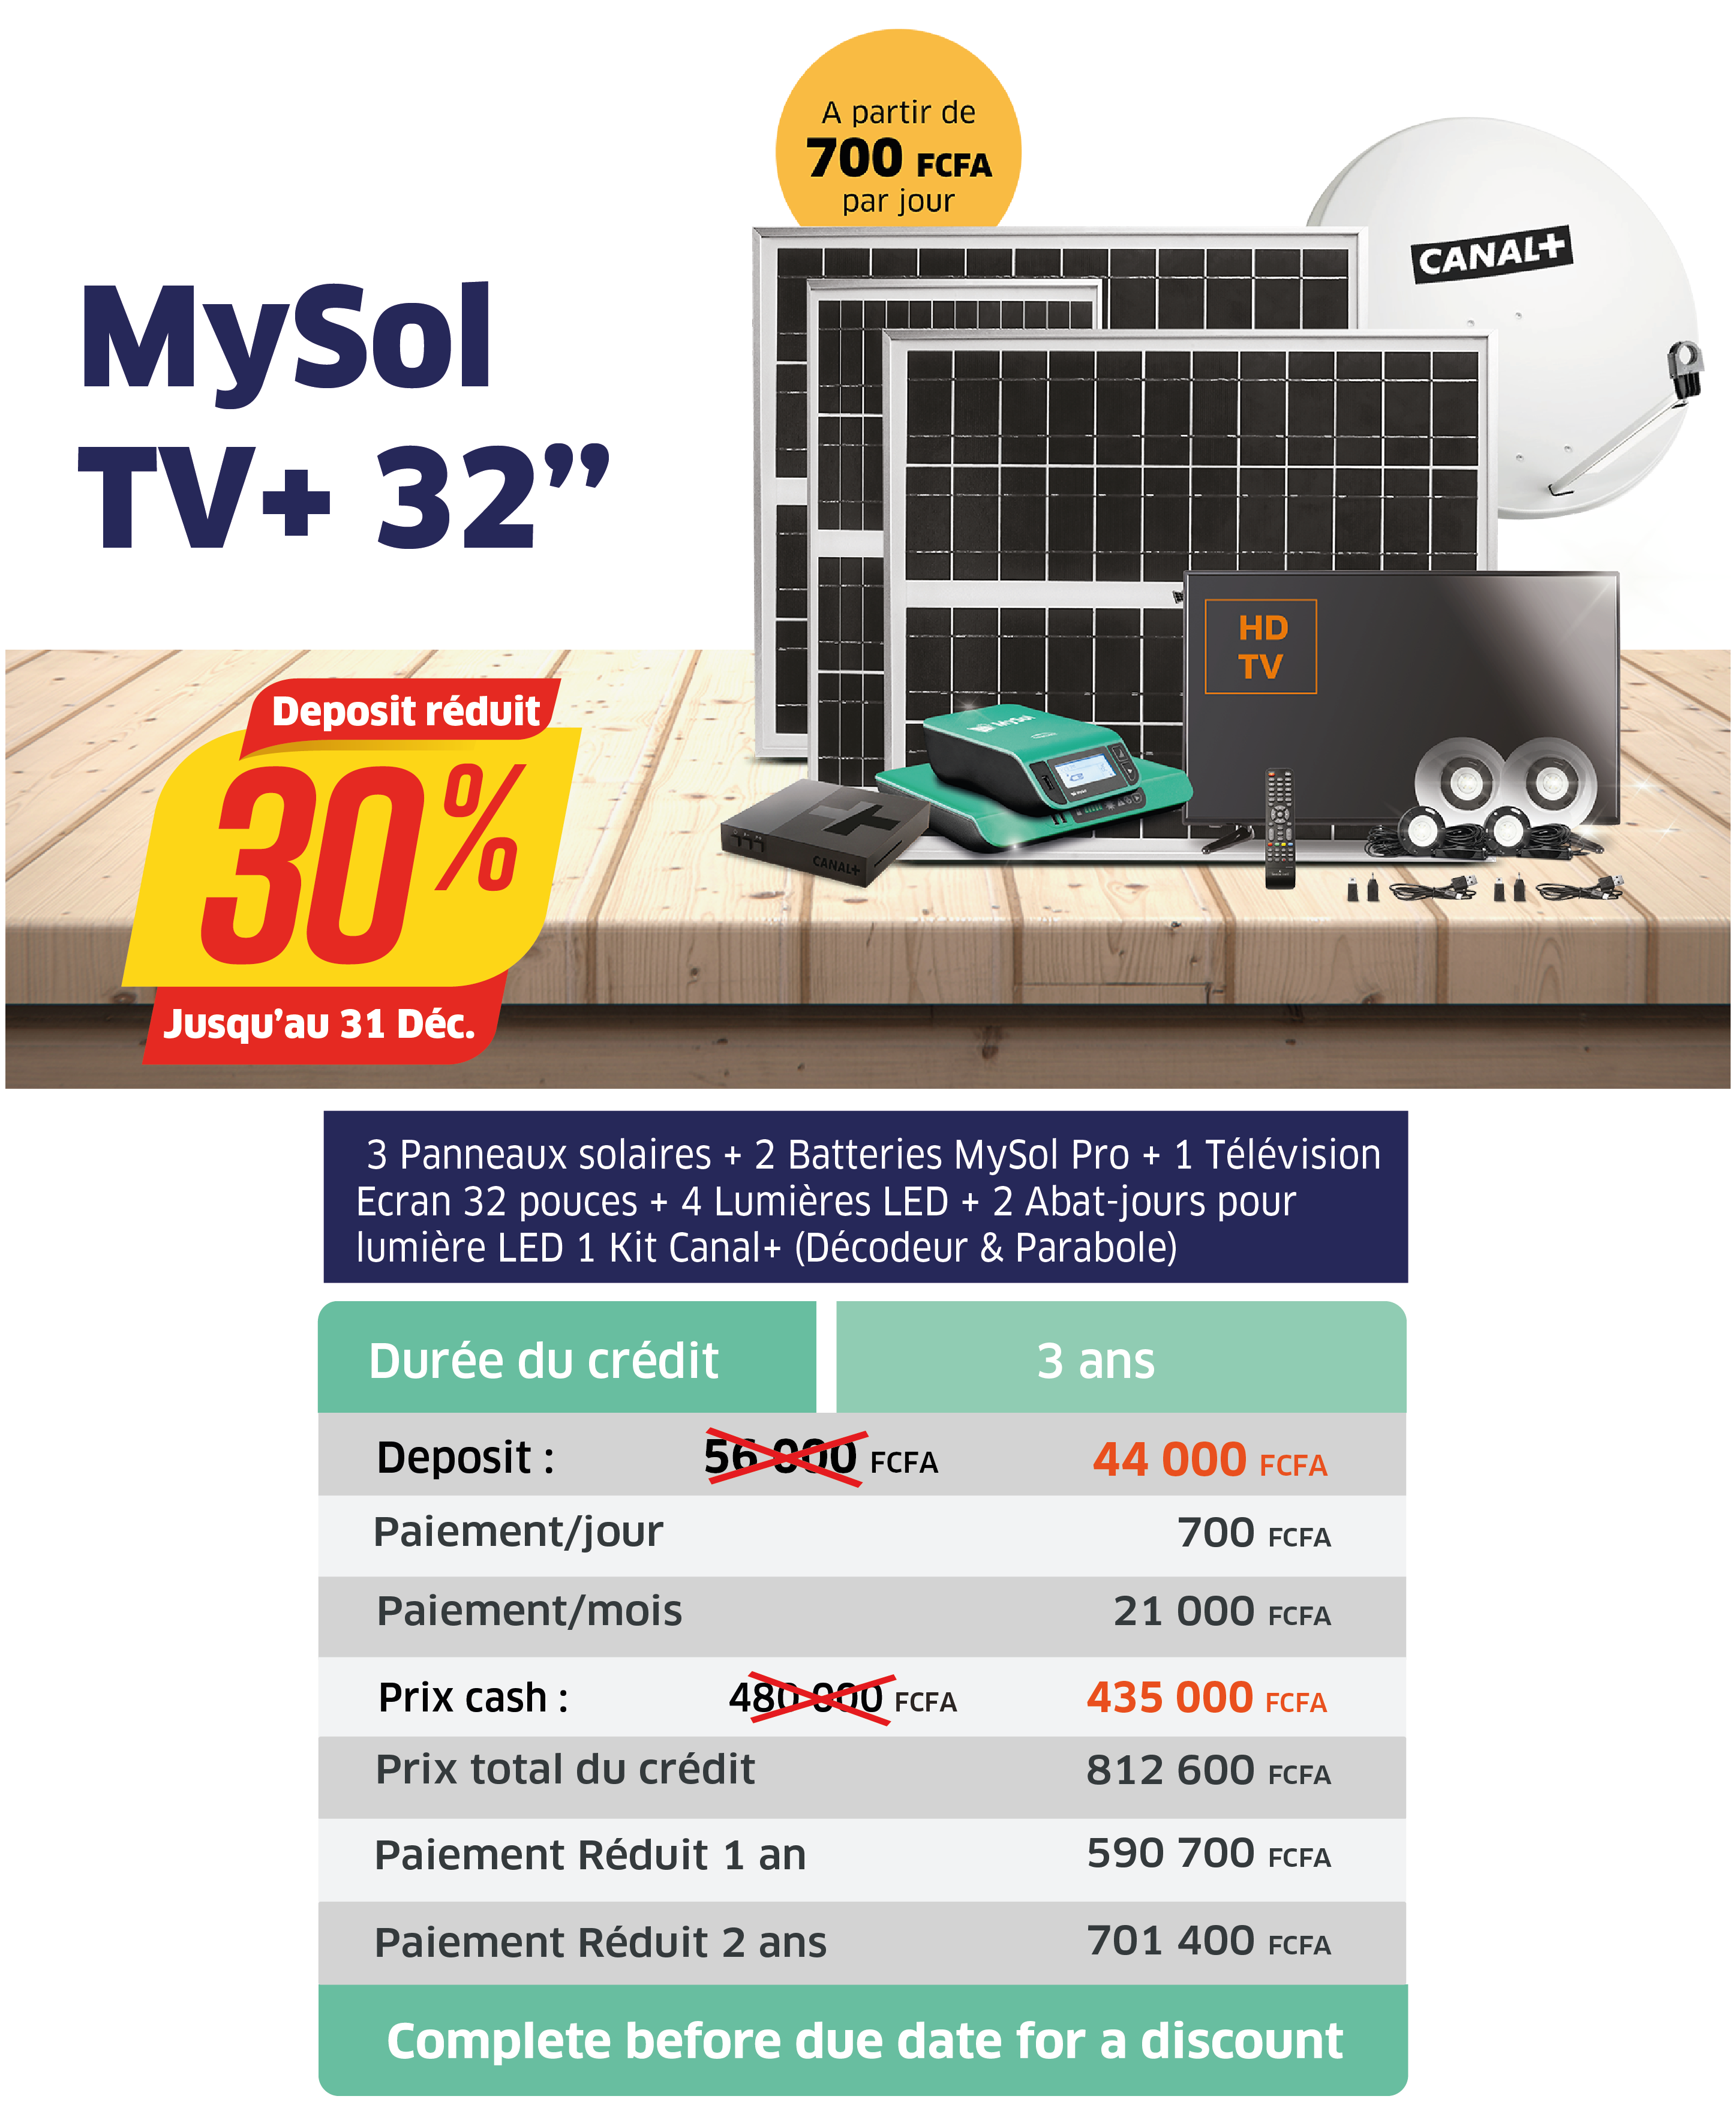 A partir de
700 FCFA
par jour
CANAL+
MySol
TV+ 32”
HD
TV
MySol
CANAL+
Deposit réduit
30%
Jusqu’au 31 Déc.
3 Panneaux solaires + 2 Batteries MySol Pro + 1 Télévision
Ecran 32 pouces + 4 Lumières LED + 2 Abat-jours pour
lumière LED 1 Kit Canal+ (Décodeur & Parabole)
Durée du crédit 3 ans
Deposit : 56 000 FCFA 44 000 FCFA
Paiement/jour 700 FCFA
Paiement/mois 21 000 FCFA
Prix cash : 480 000 FCFA 435 000 FCFA
Prix total du crédit 812 600 FCFA
Paiement Réduit 1 an 590 700 FCFA
Paiement Réduit 2 ans 701 400 FCFA
Complete before due date for a discount